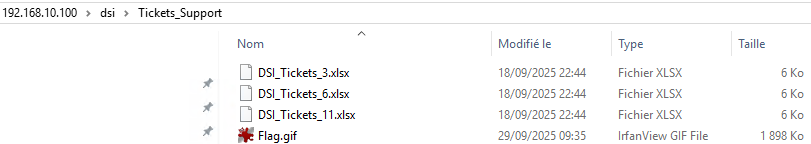 192.168.10.100 > dsi > Tickets_Support
Nom Modifié le Type Taille
DSI_Tickets_3.xlsx 18/09/2025 22:44 Fichier XLSX 6 Ko
DSI_Tickets_6.xlsx 18/09/2025 22:44 Fichier XLSX 6 Ko
DSI_Tickets_11.xlsx 18/09/2025 22:44 Fichier XLSX 6 Ko
Flag.gif 29/09/2025 09:35 IrfanView GIF File 1 898 Ko